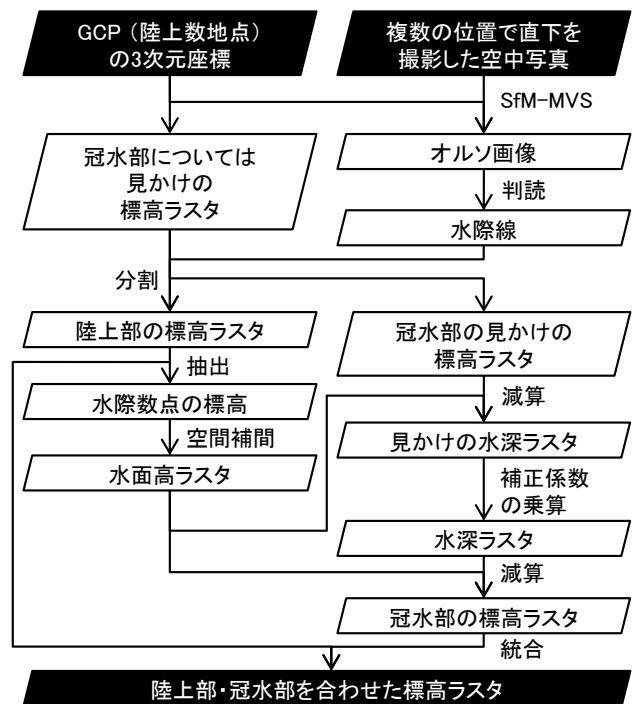 GCP（陸上数地点）
の3次元座標
複数の位置で直下を
撮影した空中写真
SfM-MVS
冠水部については
見かけの
標高ラスタ
オルソ画像
判読
水際線
分割
陸上部の標高ラスタ
冠水部の見かけの
標高ラスタ
抽出
水際数点の標高
減算
空間補間
見かけの水深ラスタ
水面高ラスタ
補正係数
の乗算
水深ラスタ
減算
冠水部の標高ラスタ
統合
陸上部・冠水部を合わせた標高ラスタ